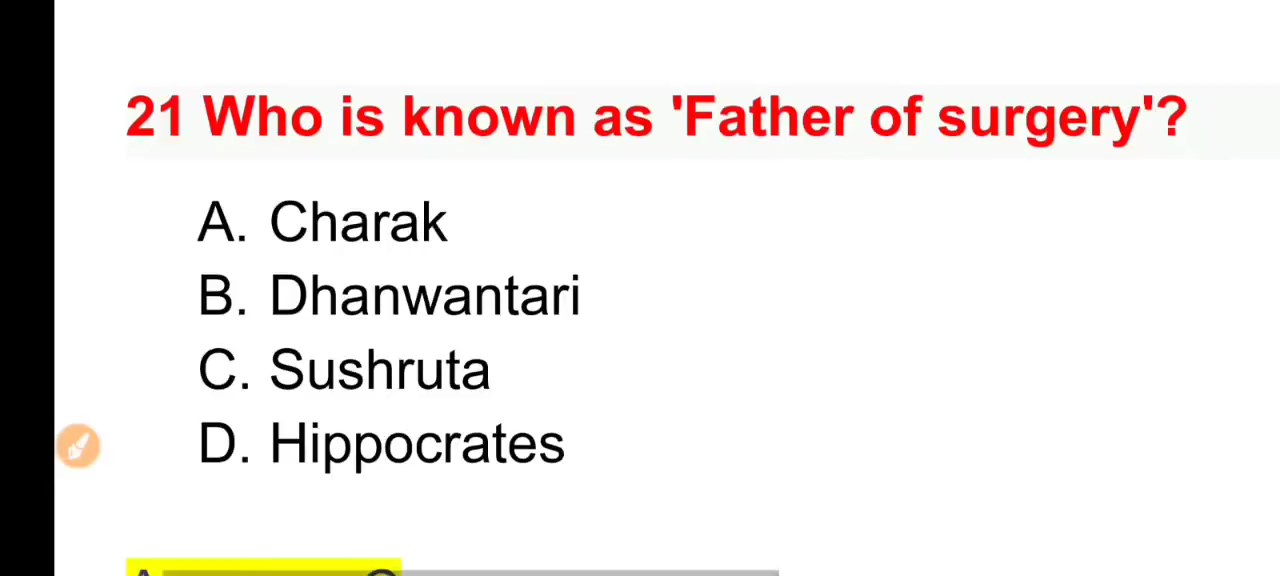 21 Who is known as 'Father of surgery'?
A. Charak
B. Dhanwantari
C. Sushruta
D. Hippocrates